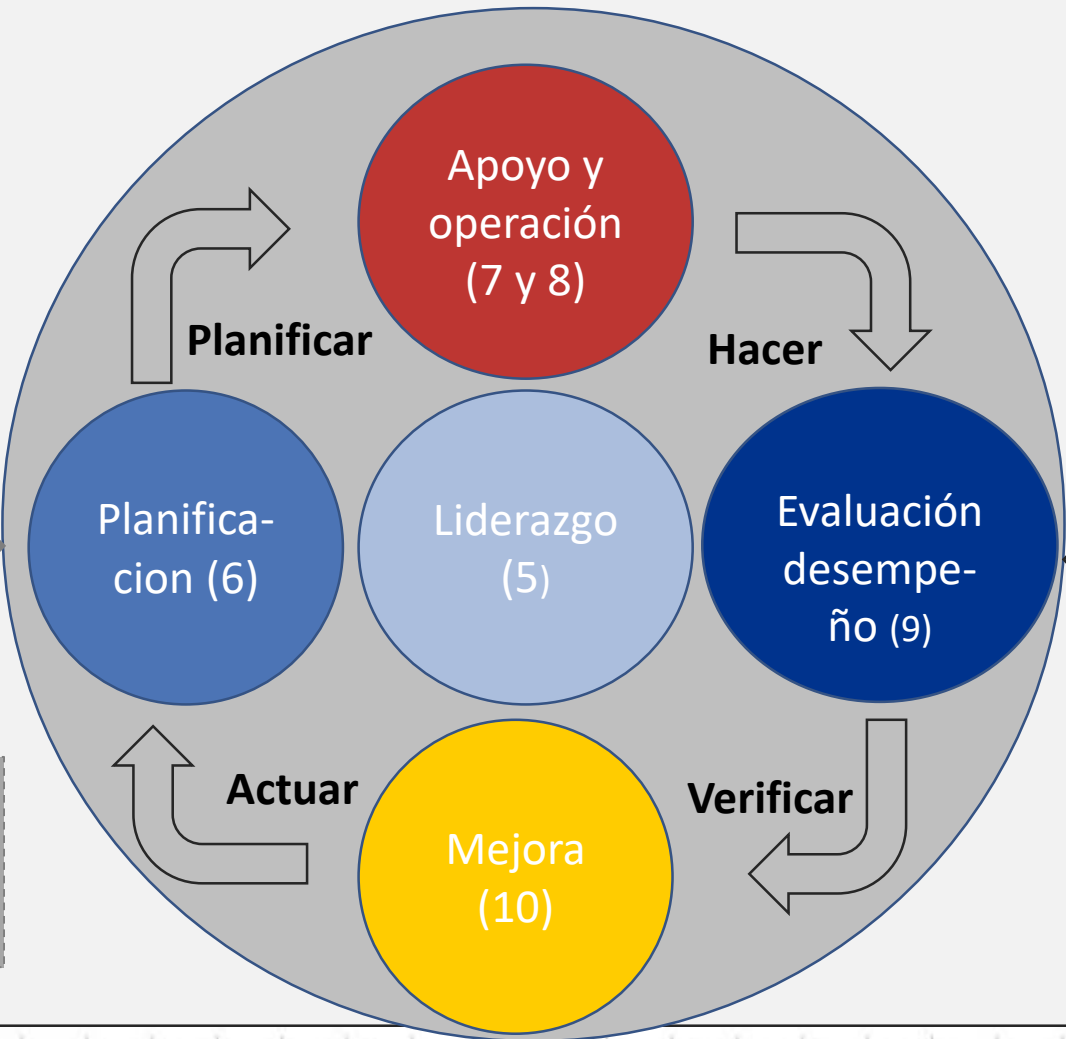 Apoyo y
operación
(7 y 8)
Planificar
Hacer
Planifica-
cion (6)
Liderazgo
(5)
Evaluación
desempe-
ño (9)
Actuar
Verificar
Mejora
(10)